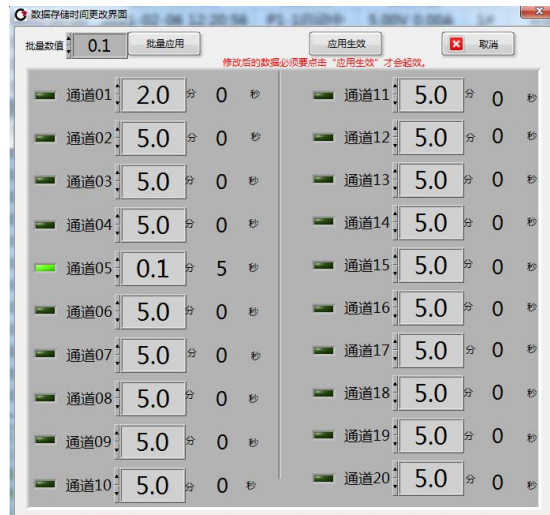 数据存储时间更改界面
批量数值 0.1 批量应用 应用生效 取消
修改后的数据必须要点击“应用生效”才会起效。
通道01 2.0 分 0 秒
通道02 5.0 分 0 秒
通道03 5.0 分 0 秒
通道04 5.0 分 0 秒
通道05 0.1 分 5 秒
通道06 5.0 分 0 秒
通道07 5.0 分 0 秒
通道08 5.0 分 0 秒
通道09 5.0 分 0 秒
通道10 5.0 分 0 秒
通道11 5.0 分 0 秒
通道12 5.0 分 0 秒
通道13 5.0 分 0 秒
通道14 5.0 分 0 秒
通道15 5.0 分 0 秒
通道16 5.0 分 0 秒
通道17 5.0 分 0 秒
通道18 5.0 分 0 秒
通道19 5.0 分 0 秒
通道20 5.0 分 0 秒